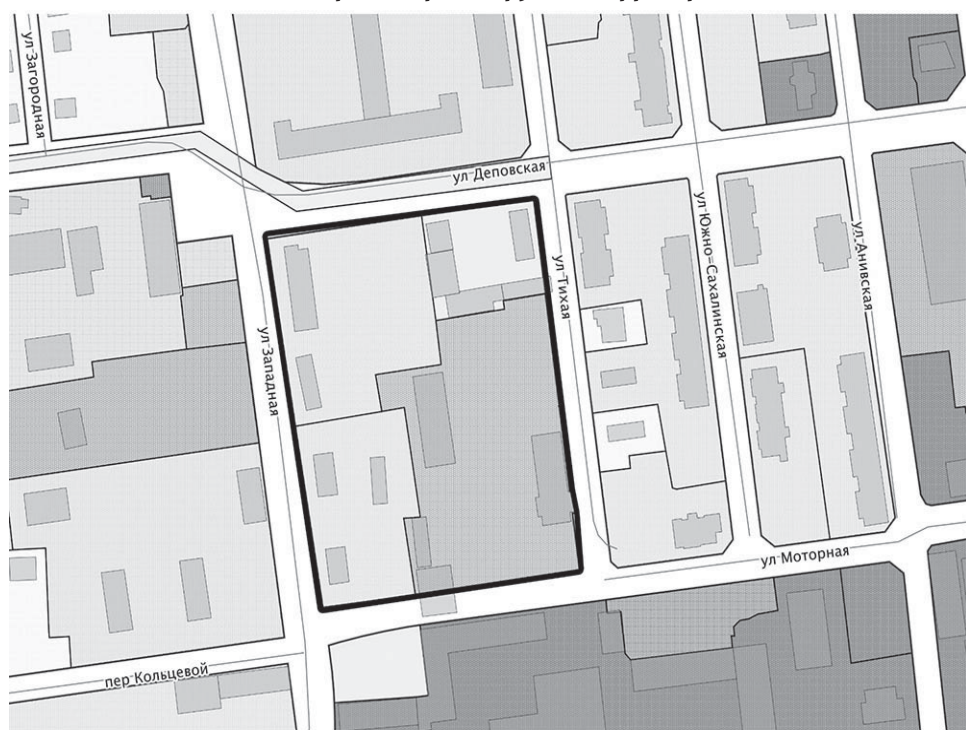 ул Загородная
ул Деповская
ул Западная
ул Тихая
ул Южно=Сахалинская
ул Анивская
ул Моторная
пер Кольцевой